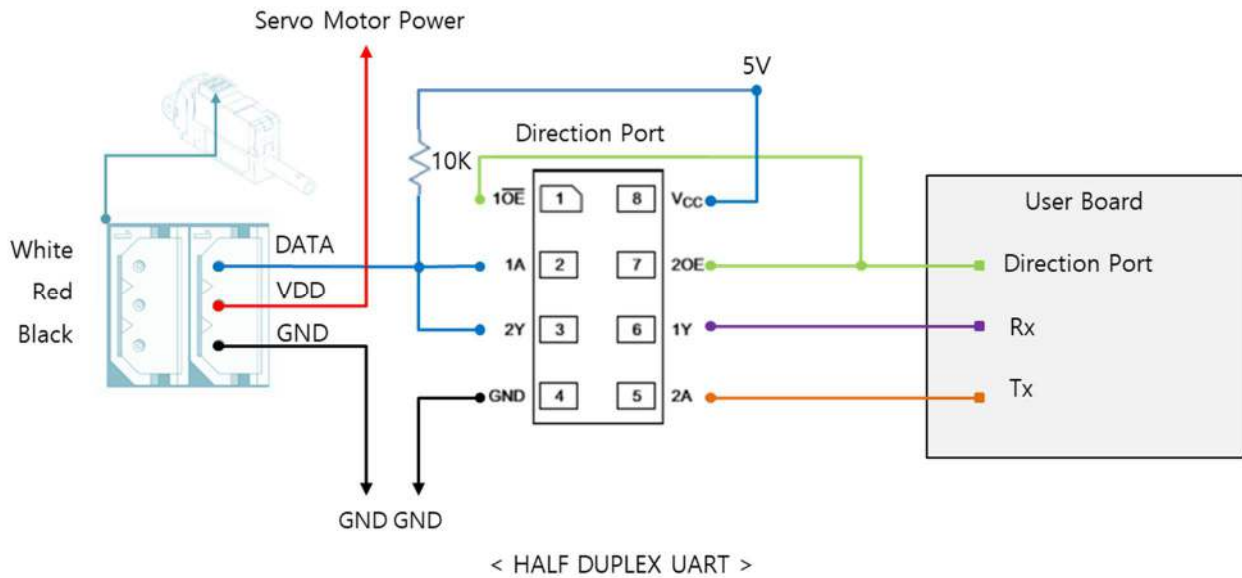 Servo Motor Power
5V
Direction Port
10K
1OE
1
8
VCC
User Board
White
DATA
1A
2
7
2OE
Direction Port
Red
VDD
Black
GND
2Y
3
6
1Y
Rx
GND
4
5
2A
Tx
GND GND
< HALF DUPLEX UART >